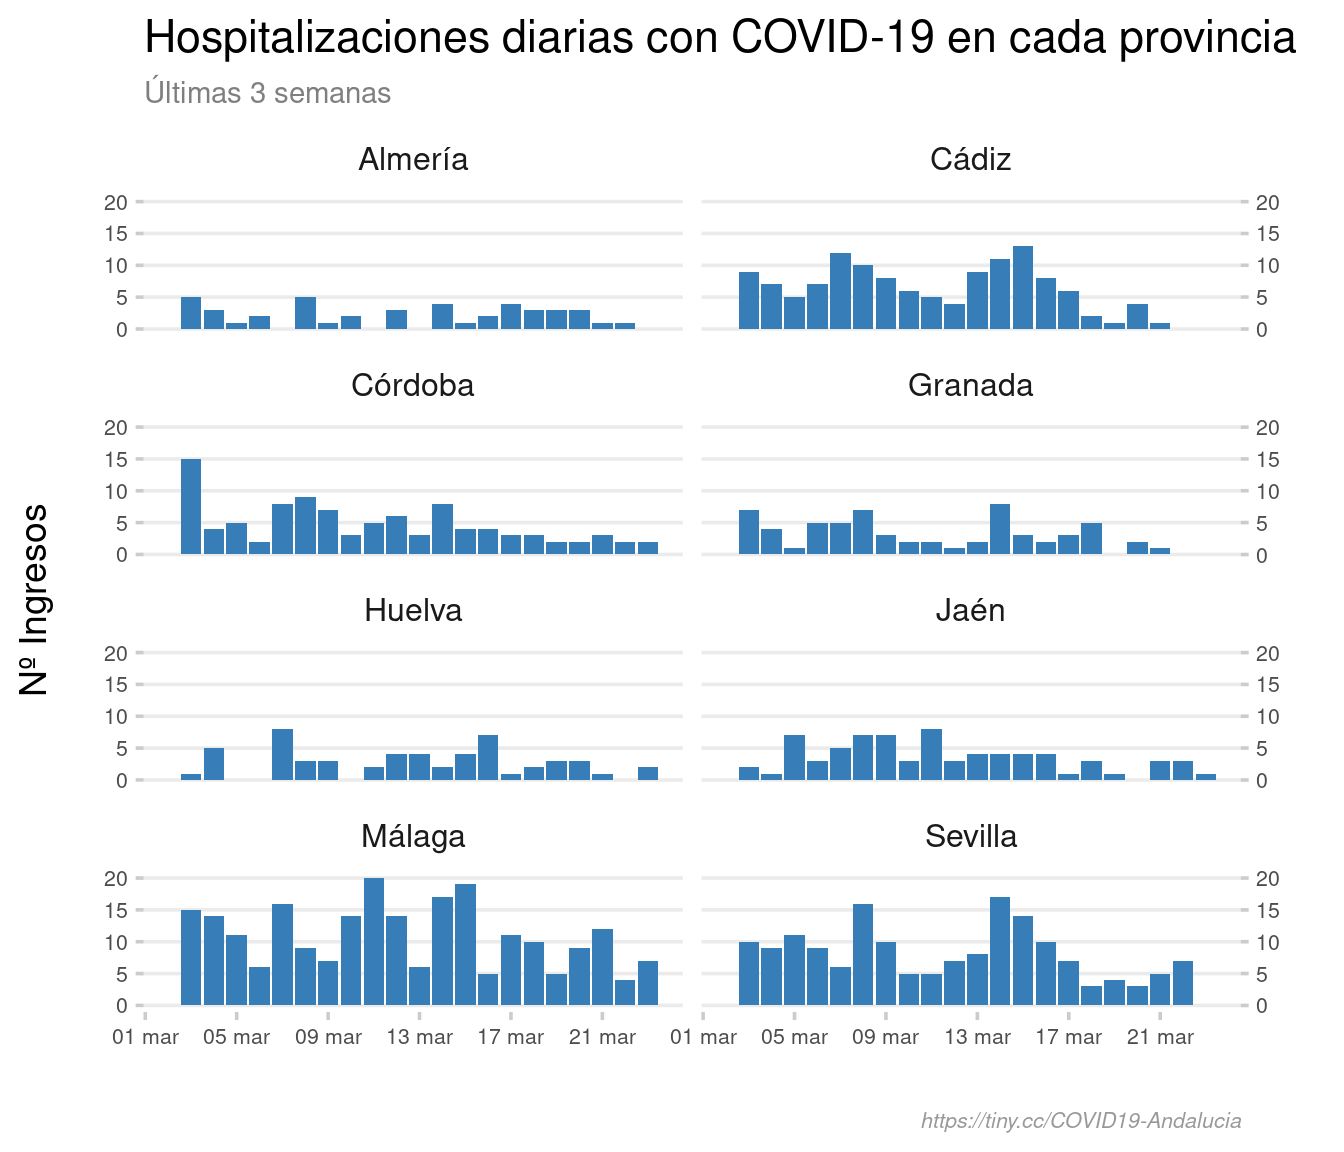 Hospitalizaciones diarias con COVID-19 en cada provincia
Últimas 3 semanas
Nº Ingresos
Almería Cádiz
20 20
15 15
10 10
5 5
0 0
Córdoba Granada
20 20
15 15
10 10
5 5
0 0
Huelva Jaén
20 20
15 15
10 10
5 5
0 0
Málaga Sevilla
20 20
15 15
10 10
5 5
0 0
01 mar 05 mar 09 mar 13 mar 17 mar 21 mar 01 mar 05 mar 09 mar 13 mar 17 mar 21 mar
https://tiny.cc/COVID19-Andalucia